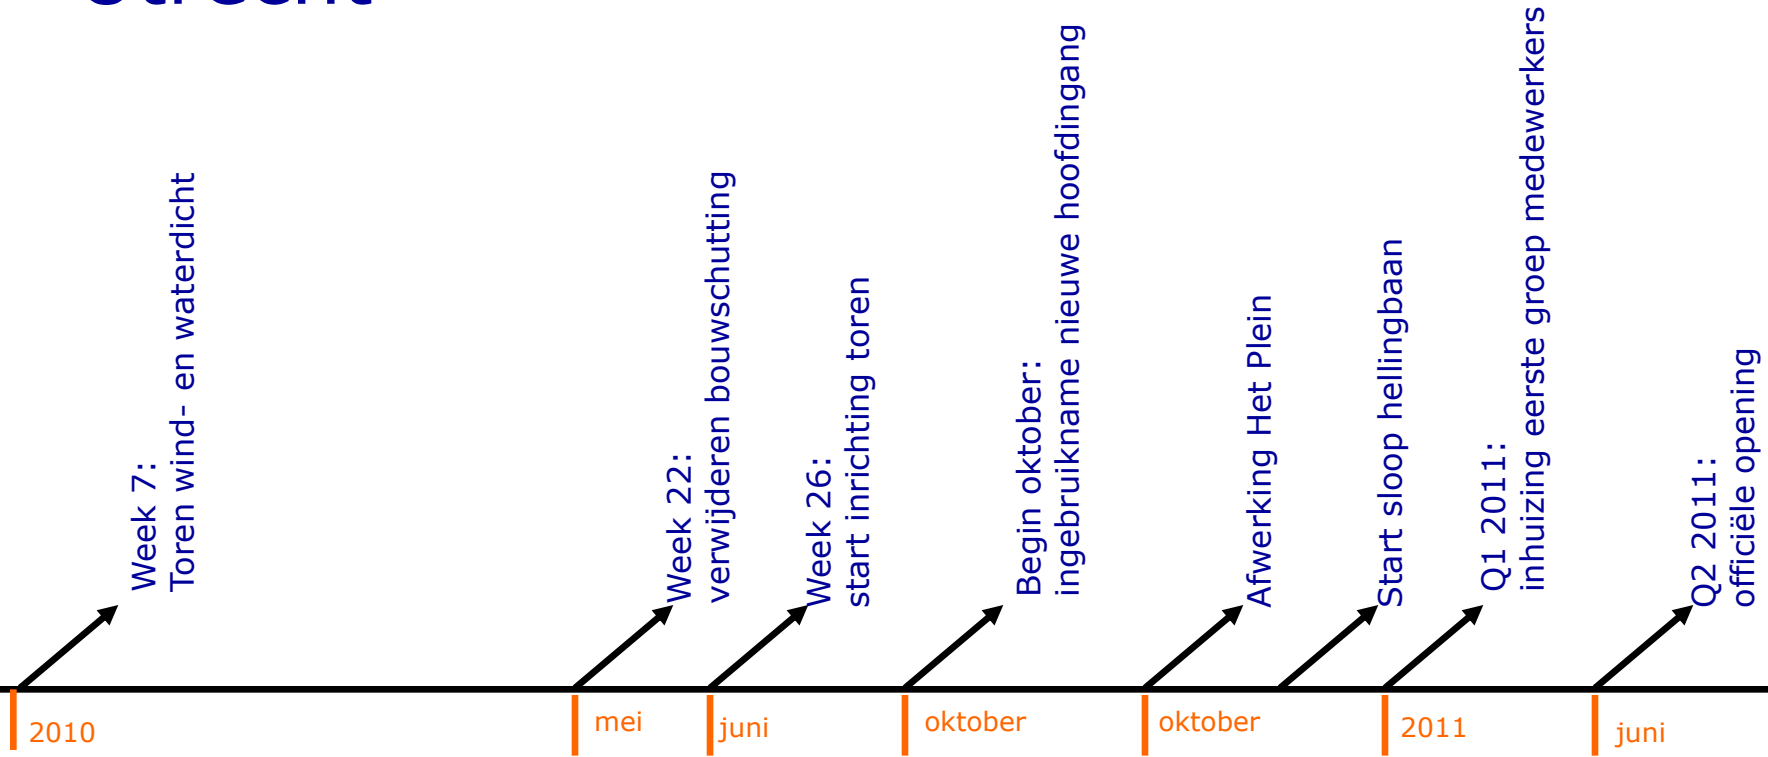 Week 7:
Toren wind- en waterdicht
Week 22:
verwijderen bouwschutting
Week 26:
start inrichting toren
Begin oktober:
ingebruikname nieuwe hoofdingang
Afwerking Het Plein
Start sloop hellingbaan
Q1 2011:
inhuizing eerste groep medewerkers
Q2 2011:
officiële opening
2010
mei
juni
oktober
oktober
2011
juni